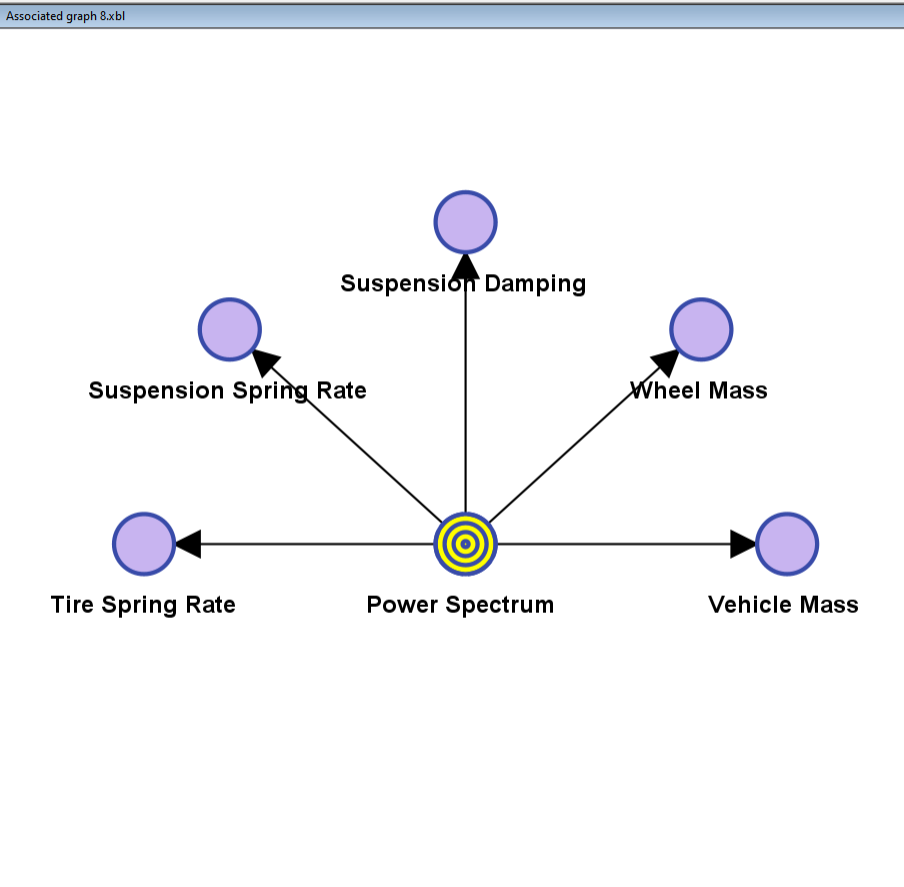 Associated graph 8.xbl
Suspension Damping
Suspension Spring Rate
Wheel Mass
Tire Spring Rate
Power Spectrum
Vehicle Mass